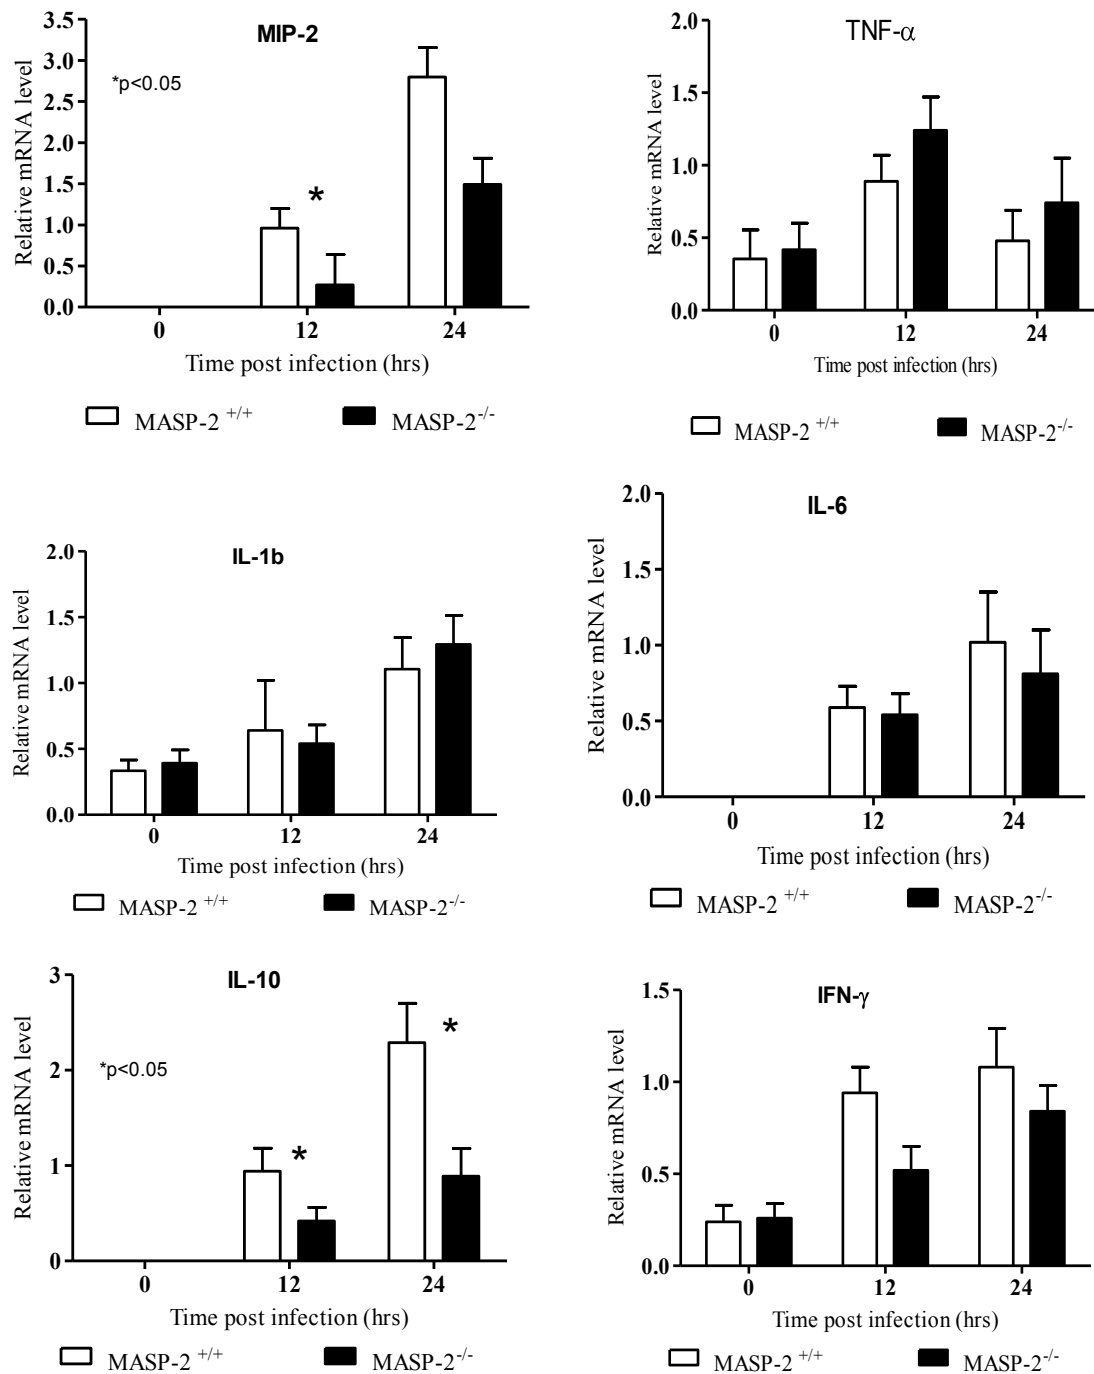 MIP-2
*p<0.05
Relative mRNA level
3.5
3.0
2.5
2.0
1.5
1.0
0.5
0.0
*
0 12 24
Time post infection (hrs)
MASP-2 +/+ MASP-2-/-
TNF-α
Relative mRNA level
2.0
1.5
1.0
0.5
0.0
0 12 24
Time post infection (hrs)
MASP-2 +/+ MASP-2-/-
IL-1b
Relative mRNA level
2.0
1.5
1.0
0.5
0.0
0 12 24
Time post infection (hrs)
MASP-2 +/+ MASP-2-/-
IL-6
Relative mRNA level
2.0
1.5
1.0
0.5
0.0
0 12 24
Time post infection (hrs)
MASP-2 +/+ MASP-2-/-
IL-10
*p<0.05
Relative mRNA level
3
2
1
0
*
*
0 12 24
Time post infection (hrs)
MASP-2 +/+ MASP-2-/-
IFN-γ
Relative mRNA level
1.5
1.0
0.5
0.0
0 12 24
Time post infection (hrs)
MASP-2 +/+ MASP-2-/-